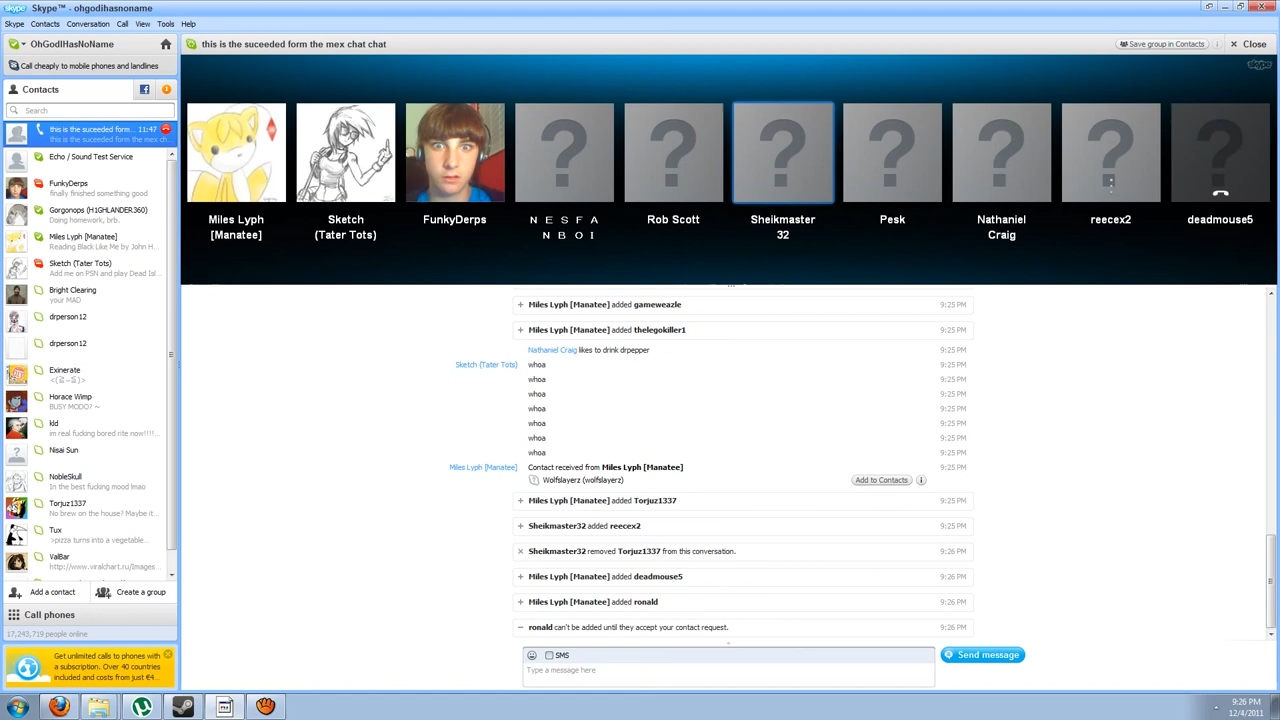 Skype™ - ohgodihasnoname
Skype Contacts Conversation Call View Tools Help
OhGodIHasNoName
Call cheaply to mobile phones and landlines
Contacts
Search
this is the suceeded form... 11:47
this is the suceeded form the mex ch
Echo / Sound Test Service
FunkyDerps
finally finished something good
Gorgonops (H1GHLANDER360)
Doing homework, brb.
Miles Lyph [Manatee]
Reading Black Like Me by John H...
Sketch (Tater Tots)
Add me on PSN and play Dead Isl...
Bright Clearing
your MAD
drperson12
drperson12
Exinerate
<(≧–≦)>
Horace Wimp
BUSY MODO? ~
kld
im real fucking bored rite now!!!!...
Nisai Sun
NobleSkull
In the best fucking mood lmao
Torjuz1337
No brew on the house? Maybe it...
Tux
>pizza turns into a vegetable...
ValBar
http://www.viralchart.ru/Images...
Add a contact Create a group
Call phones
17,243,719 people online
Get unlimited calls to phones with
a subscription. Over 40 countries
included and costs from just €4...
this is the suceeded form the mex chat chat
Save group in Contacts Close
skype
Miles Lyph
[Manatee]
Sketch
(Tater Tots)
FunkyDerps
N E S F A
N B O I
Rob Scott
Sheikmaster
32
Pesk
Nathaniel
Craig
reecex2
deadmouse5
Miles Lyph [Manatee] added gameweazle 9:25 PM
Miles Lyph [Manatee] added thelegokiller1 9:25 PM
Nathaniel Craig likes to drink drpepper 9:25 PM
Sketch (Tater Tots) whoa 9:25 PM
whoa 9:25 PM
whoa 9:25 PM
whoa 9:25 PM
whoa 9:25 PM
whoa 9:25 PM
whoa 9:25 PM
Miles Lyph [Manatee] Contact received from Miles Lyph [Manatee] 9:25 PM
Wolfslayerz (wolfslayerz) Add to Contacts
Miles Lyph [Manatee] added Torjuz1337 9:25 PM
Sheikmaster32 added reecex2 9:25 PM
Sheikmaster32 removed Torjuz1337 from this conversation. 9:26 PM
Miles Lyph [Manatee] added deadmouse5 9:26 PM
Miles Lyph [Manatee] added ronald 9:26 PM
ronald can't be added until they accept your contact request. 9:26 PM
SMS
Type a message here
Send message
9:26 PM
12/4/2011